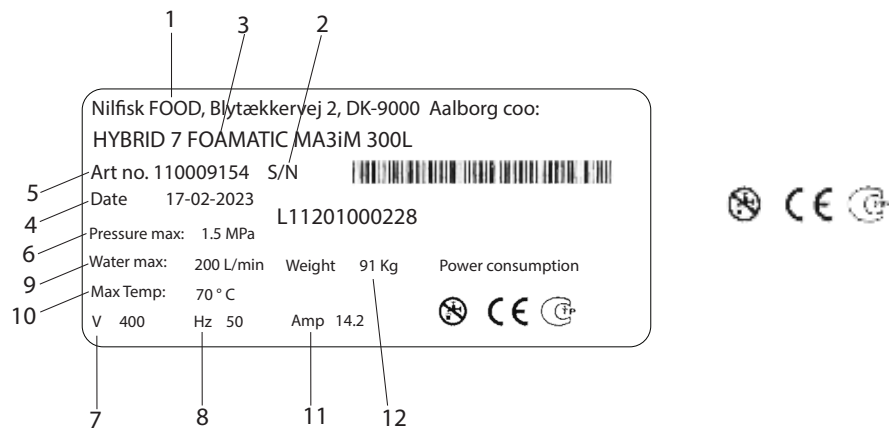 1 3 2
Nilfisk FOOD, Blytækkervej 2, DK-9000 Aalborg coo:
HYBRID 7 FOAMATIC MA3iM 300L
5 Art no. 110009154 S/N
4 Date 17-02-2023
L11201000228
6 Pressure max: 1.5 MPa
9 Water max: 200 L/min Weight 91 Kg Power consumption
10 Max Temp: 70 ° C
V 400 Hz 50 Amp 14.2
CE
CE
7 8 11 12